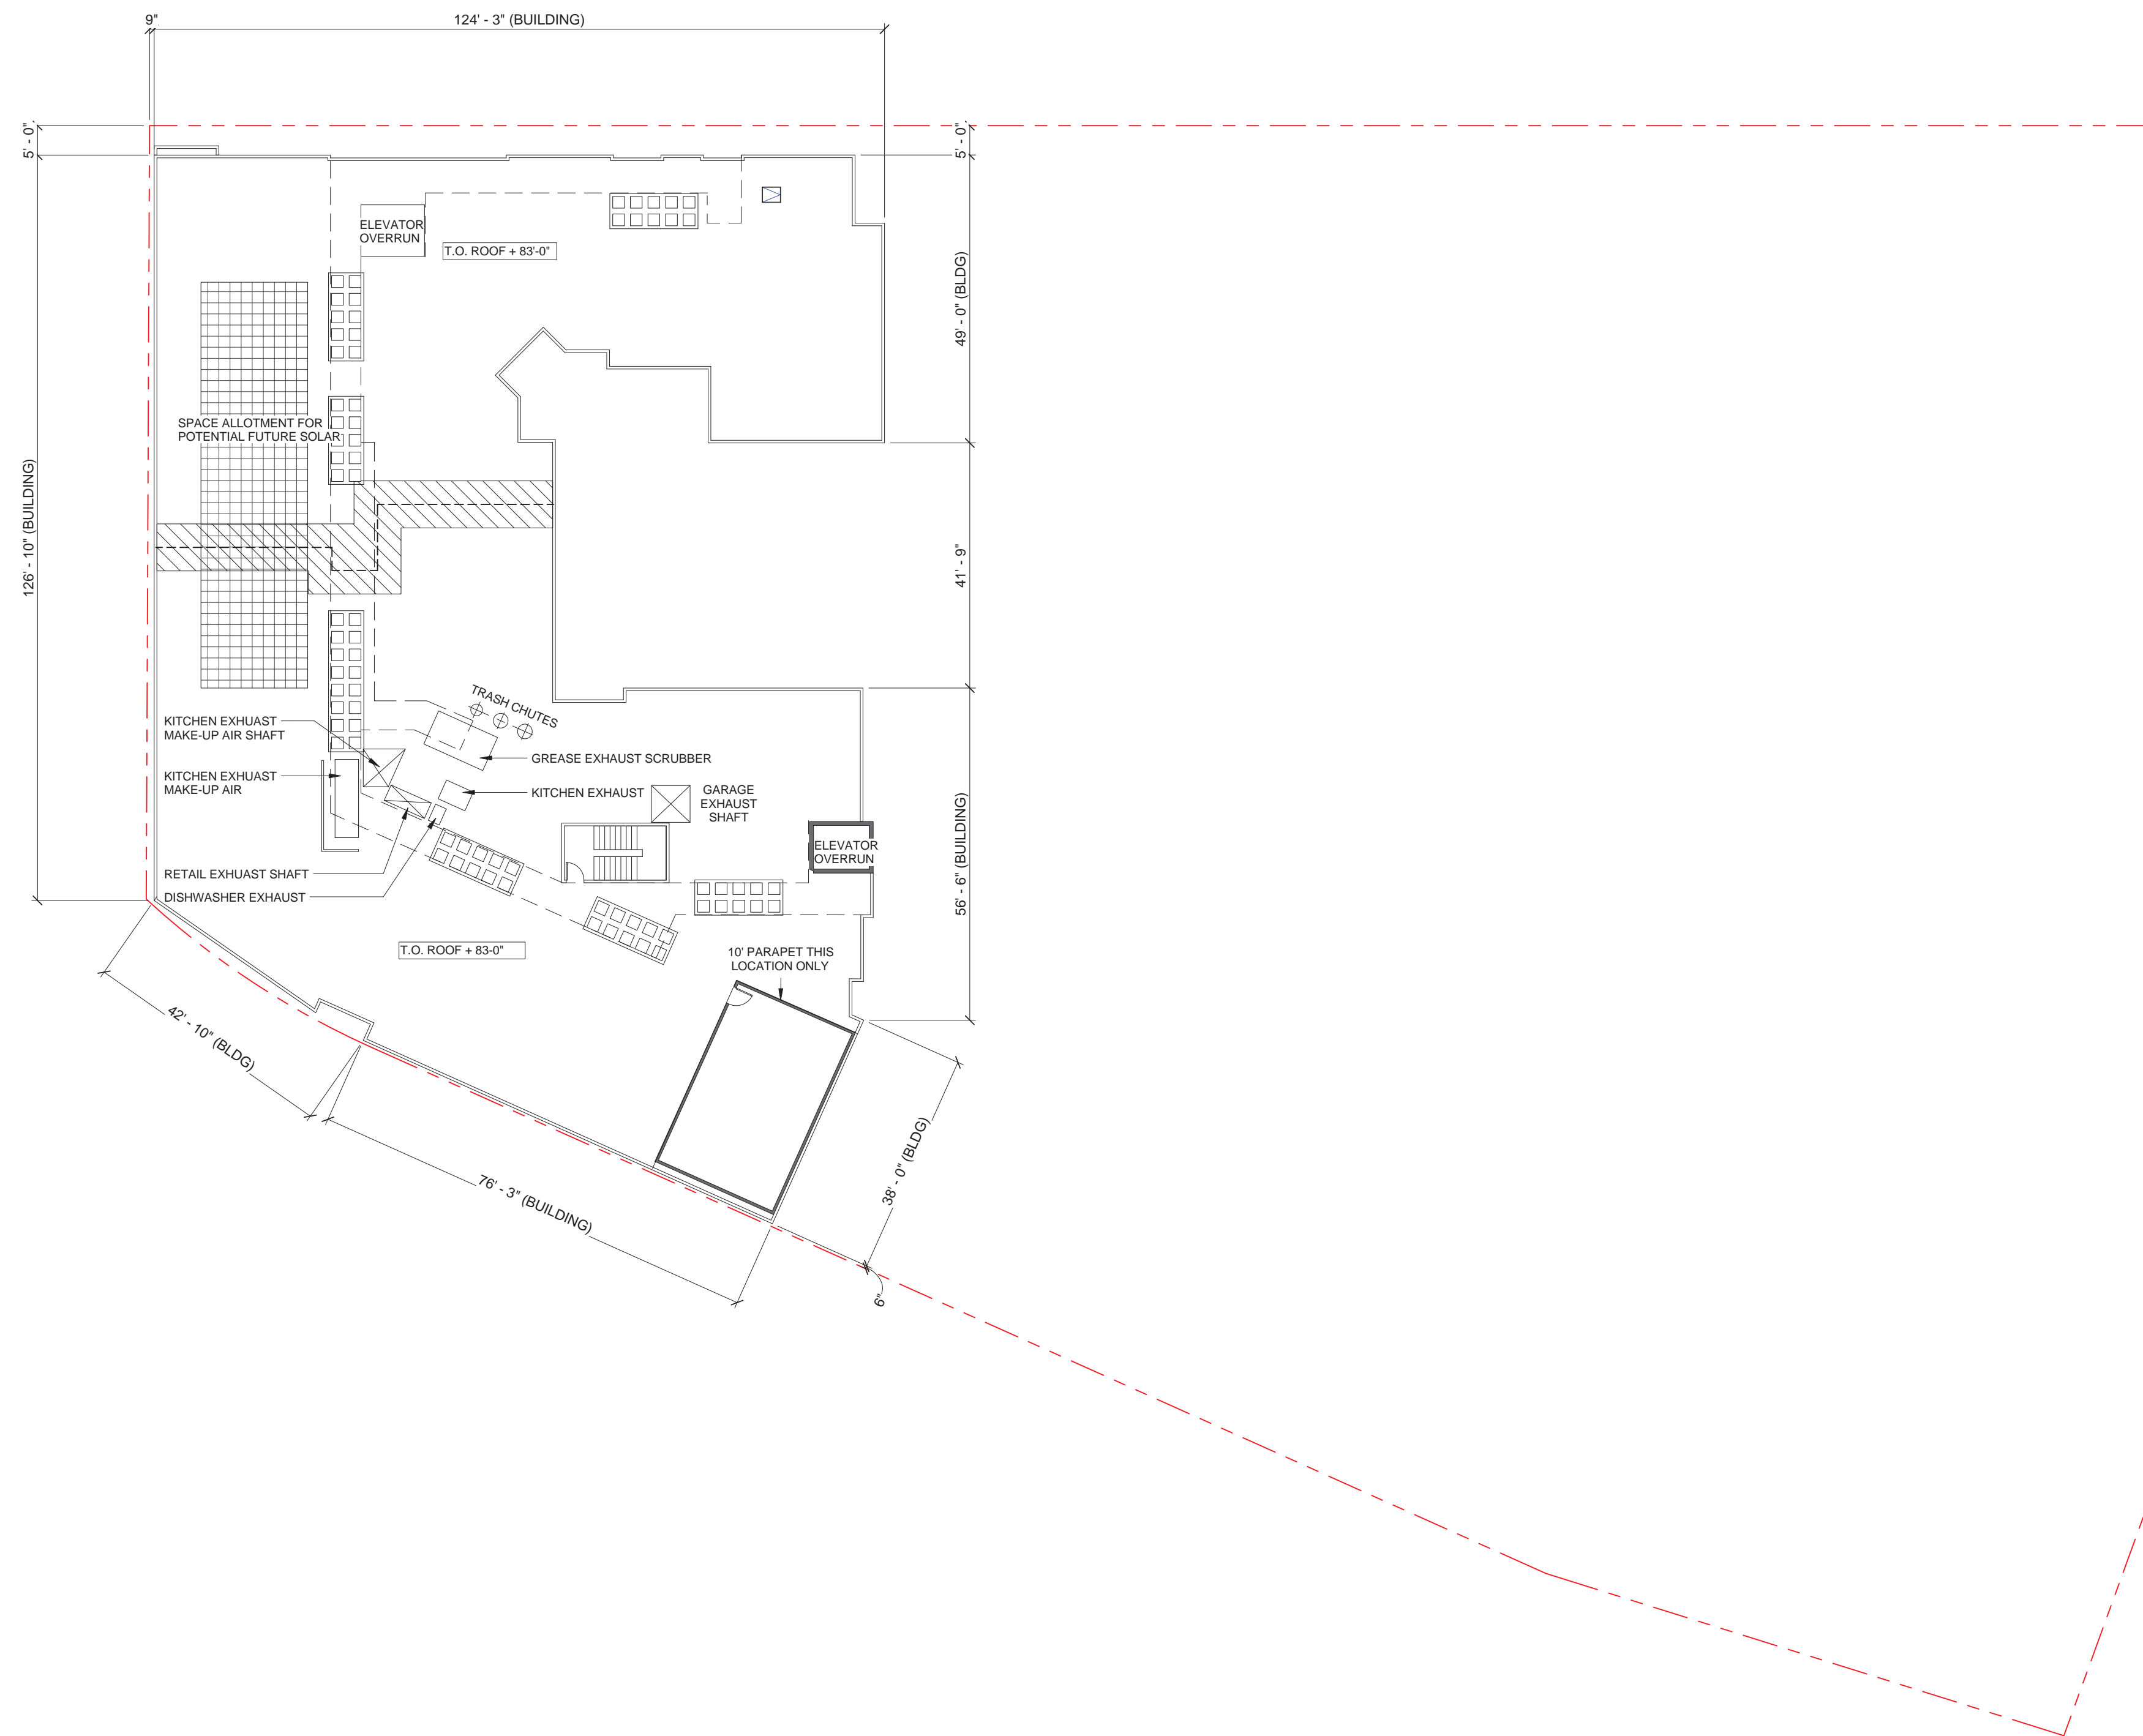 9"
124' - 3" (BUILDING)
5' - 0"
5' - 0"
ELEVATOR
OVERRUN
T.O. ROOF + 83'-0"
49' - 0" (BLDG)
SPACE ALLOTMENT FOR
POTENTIAL FUTURE SOLAR
126' - 10" (BUILDING)
41' - 9"
TRASH CHUTES
KITCHEN EXHUAST
MAKE-UP AIR SHAFT
GREASE EXHAUST SCRUBBER
KITCHEN EXHUAST
MAKE-UP AIR
KITCHEN EXHAUST
GARAGE
EXHAUST
SHAFT
ELEVATOR
OVERRUN
56' - 6" (BUILDING)
RETAIL EXHUAST SHAFT
DISHWASHER EXHAUST
T.O. ROOF + 83-0"
10' PARAPET THIS
LOCATION ONLY
42' - 10" (BLDG)
76' - 3" (BUILDING)
38' - 0" (BLDG)
6"